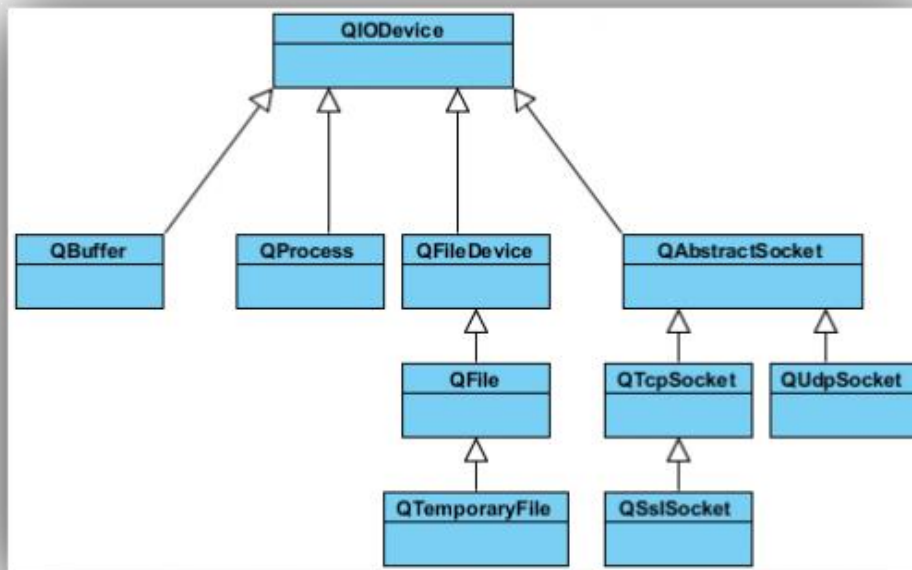 QIODevice
QBuffer
QProcess
QFileDevice
QAbstractSocket
QFile
QTcpSocket
QUdpSocket
QTemporaryFile
QSslSocket